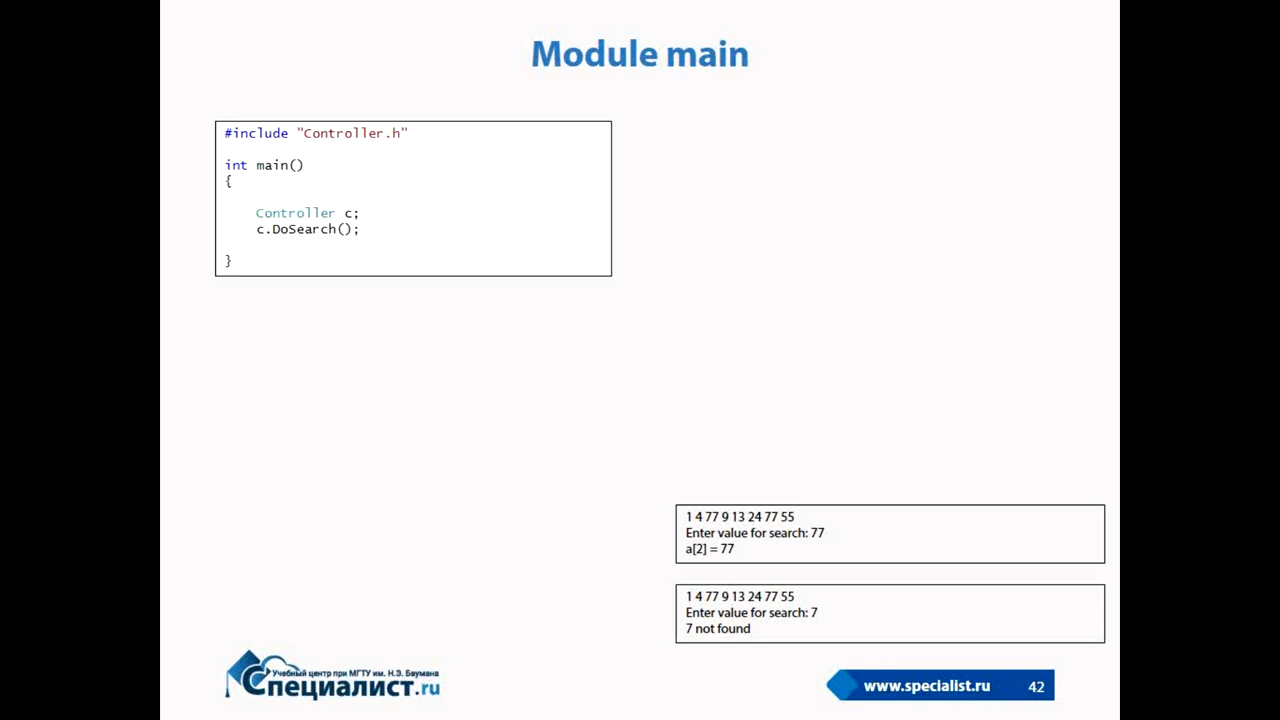 Module main
#include "Controller.h"
int main()
{
Controller c;
c.DoSearch();
}
1 4 77 9 13 24 77 55
Enter value for search: 77
a[2] = 77
1 4 77 9 13 24 77 55
Enter value for search: 7
7 not found
Учебный центр при МГТУ им. Н.Э. Баумана
Специалист.ru
www.specialist.ru 42